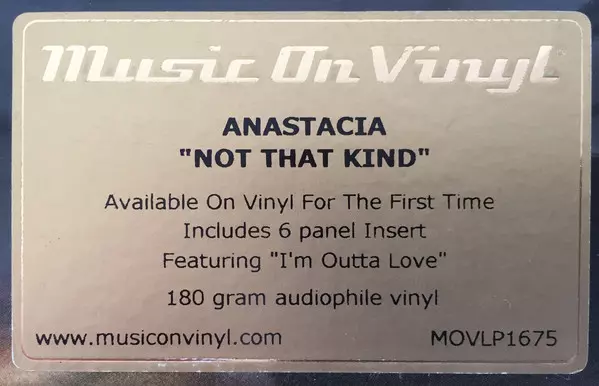 Music On Vinyl
ANASTACIA
"NOT THAT KIND"
Available On Vinyl For The First Time
Includes 6 panel Insert
Featuring "I'm Outta Love"
180 gram audiophile vinyl
www.musiconvinyl.com MOVLP1675